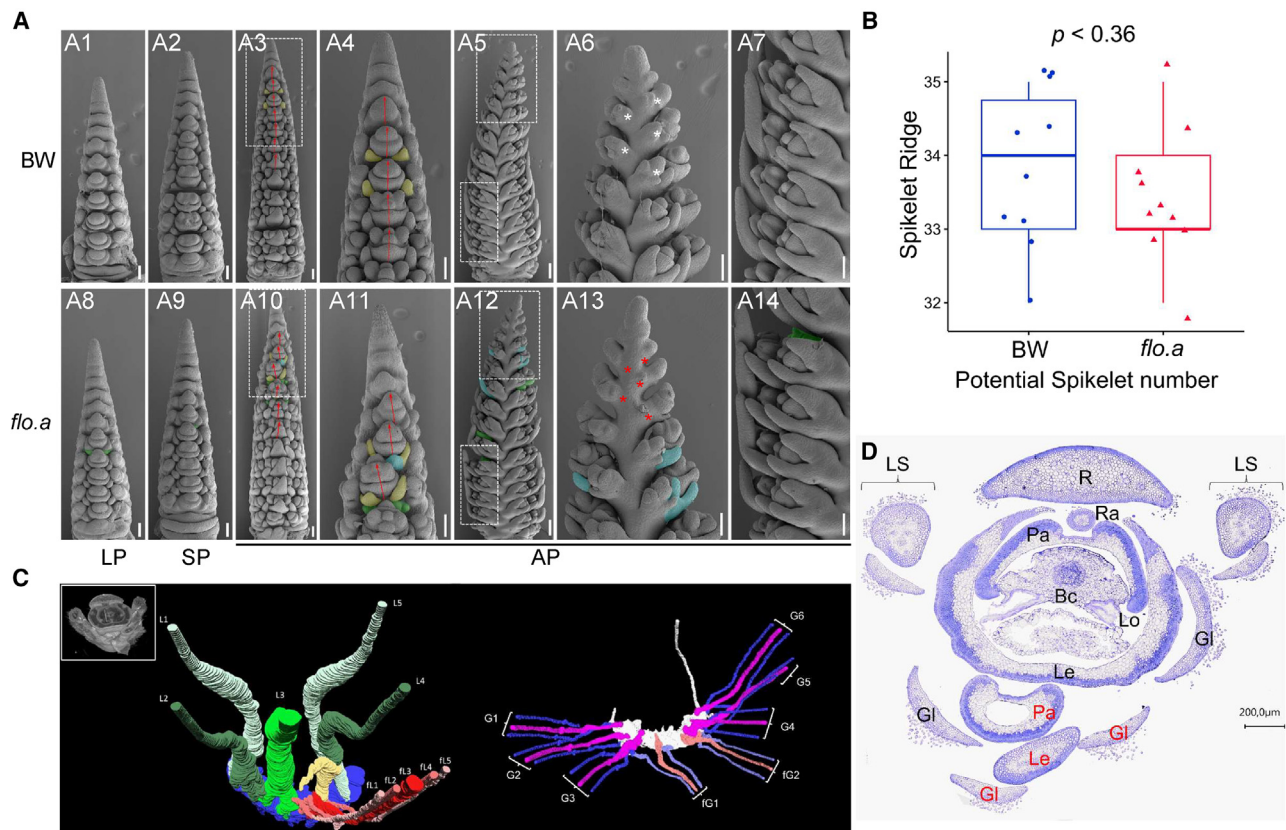 A
A1
A2
A3
A4
A5
A6
A7
BW
A8
A9
A10
A11
A12
A13
A14
flo.a
LP
SP
AP
B
p < 0.36
Spikelet Ridge
35
34
33
32
BW
flo.a
Potential Spikelet number
C
L1
L2
L3
L4
L5
fL1
fL2
fL3
fL4
fL5
G1
G2
G3
G4
G5
G6
fG1
fG2
D
LS
LS
R
Ra
Pa
Bc
Lo
Le
Gl
Gl
Pa
Gl
Le
Gl
200,0µm